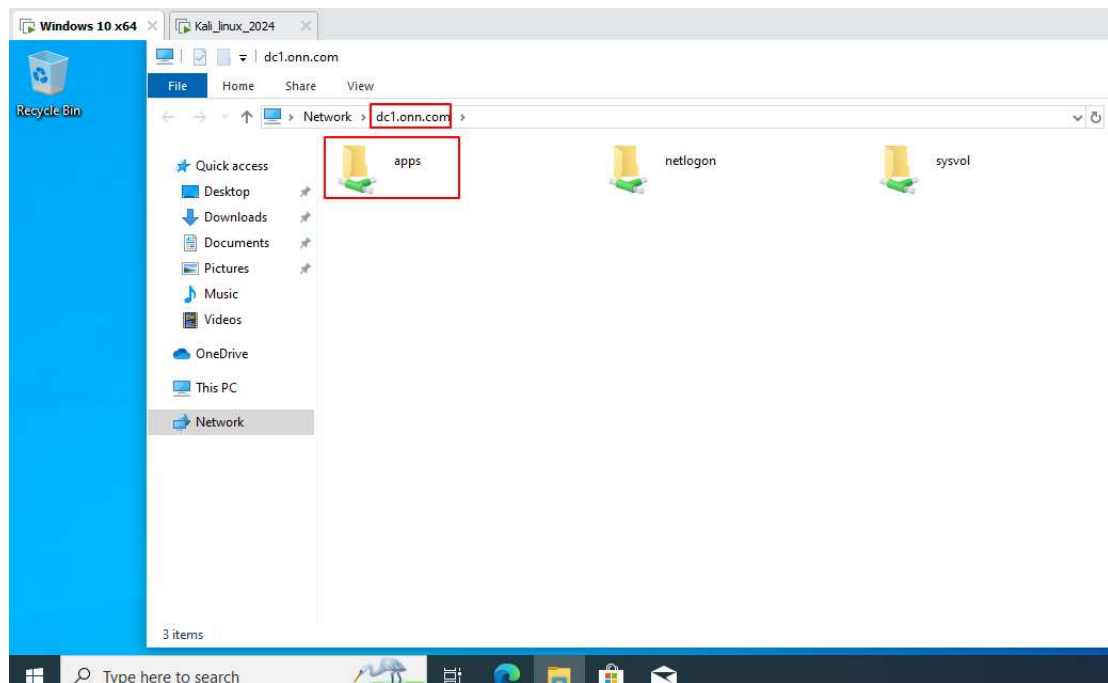 Windows 10 x64 Kali_linux_2024
dc1.onn.com
File Home Share View
Network > dc1.onn.com >
Recycle Bin
apps netlogon sysvol
Quick access
Desktop
Downloads
Documents
Pictures
Music
Videos
OneDrive
This PC
Network
3 items
Type here to search